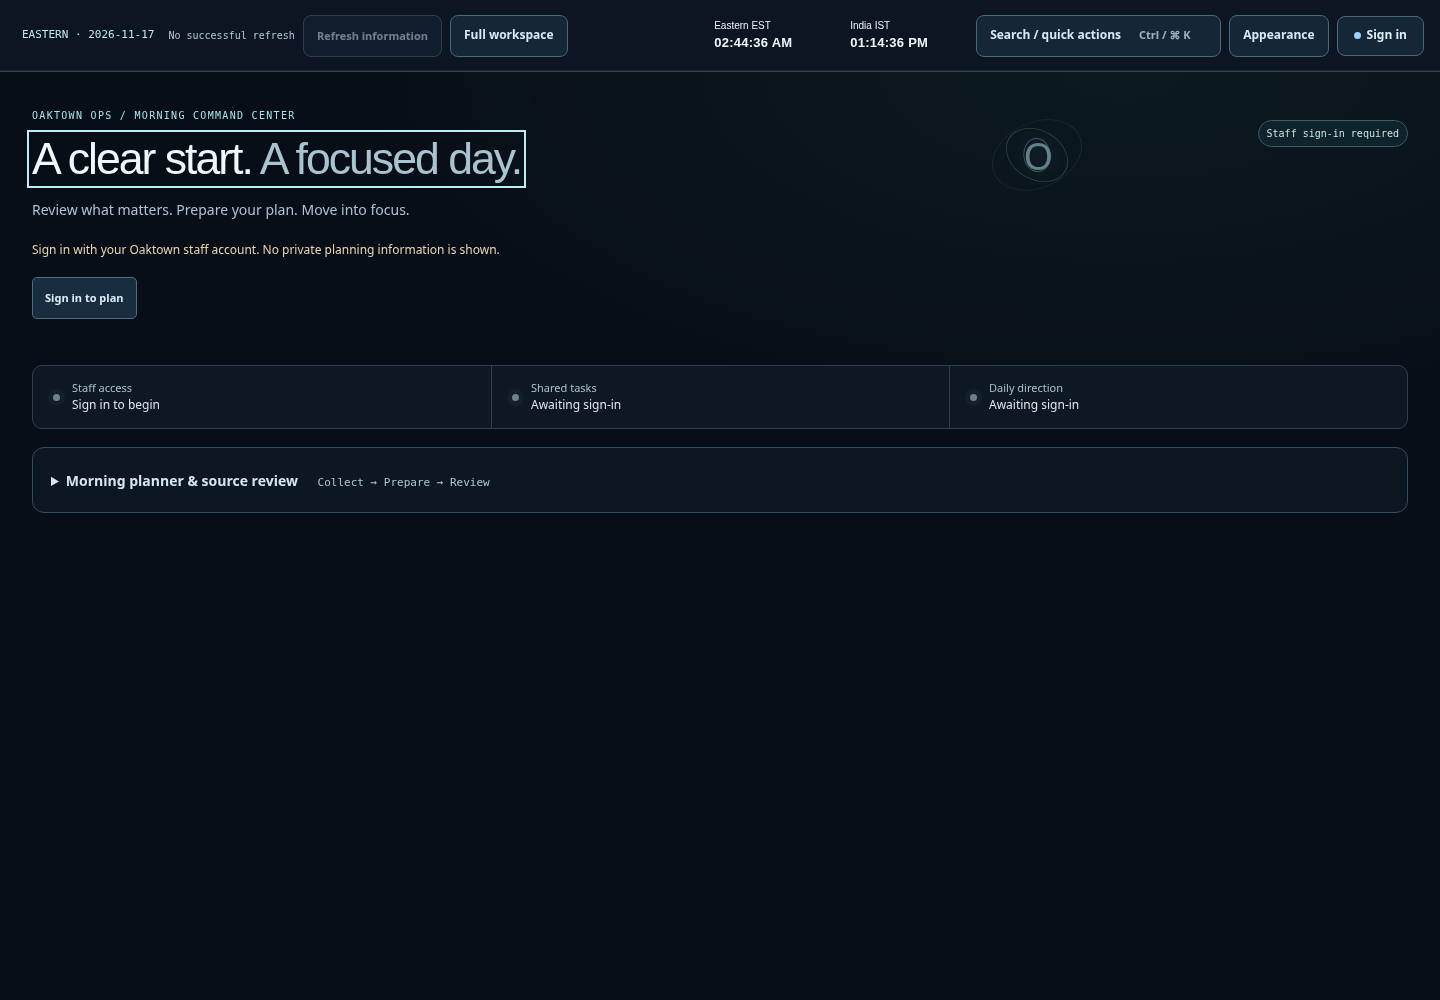 EASTERN · 2026-11-17 No successful refresh Refresh information Full workspace
Eastern EST
02:44:36 AM
India IST
01:14:36 PM
Search / quick actions Ctrl / ⌘ K Appearance Sign in
OAKTOWN OPS / MORNING COMMAND CENTER
A clear start. A focused day.
O
Staff sign-in required
Review what matters. Prepare your plan. Move into focus.
Sign in with your Oaktown staff account. No private planning information is shown.
Sign in to plan
Staff access
Sign in to begin
Shared tasks
Awaiting sign-in
Daily direction
Awaiting sign-in
Morning planner & source review Collect → Prepare → Review